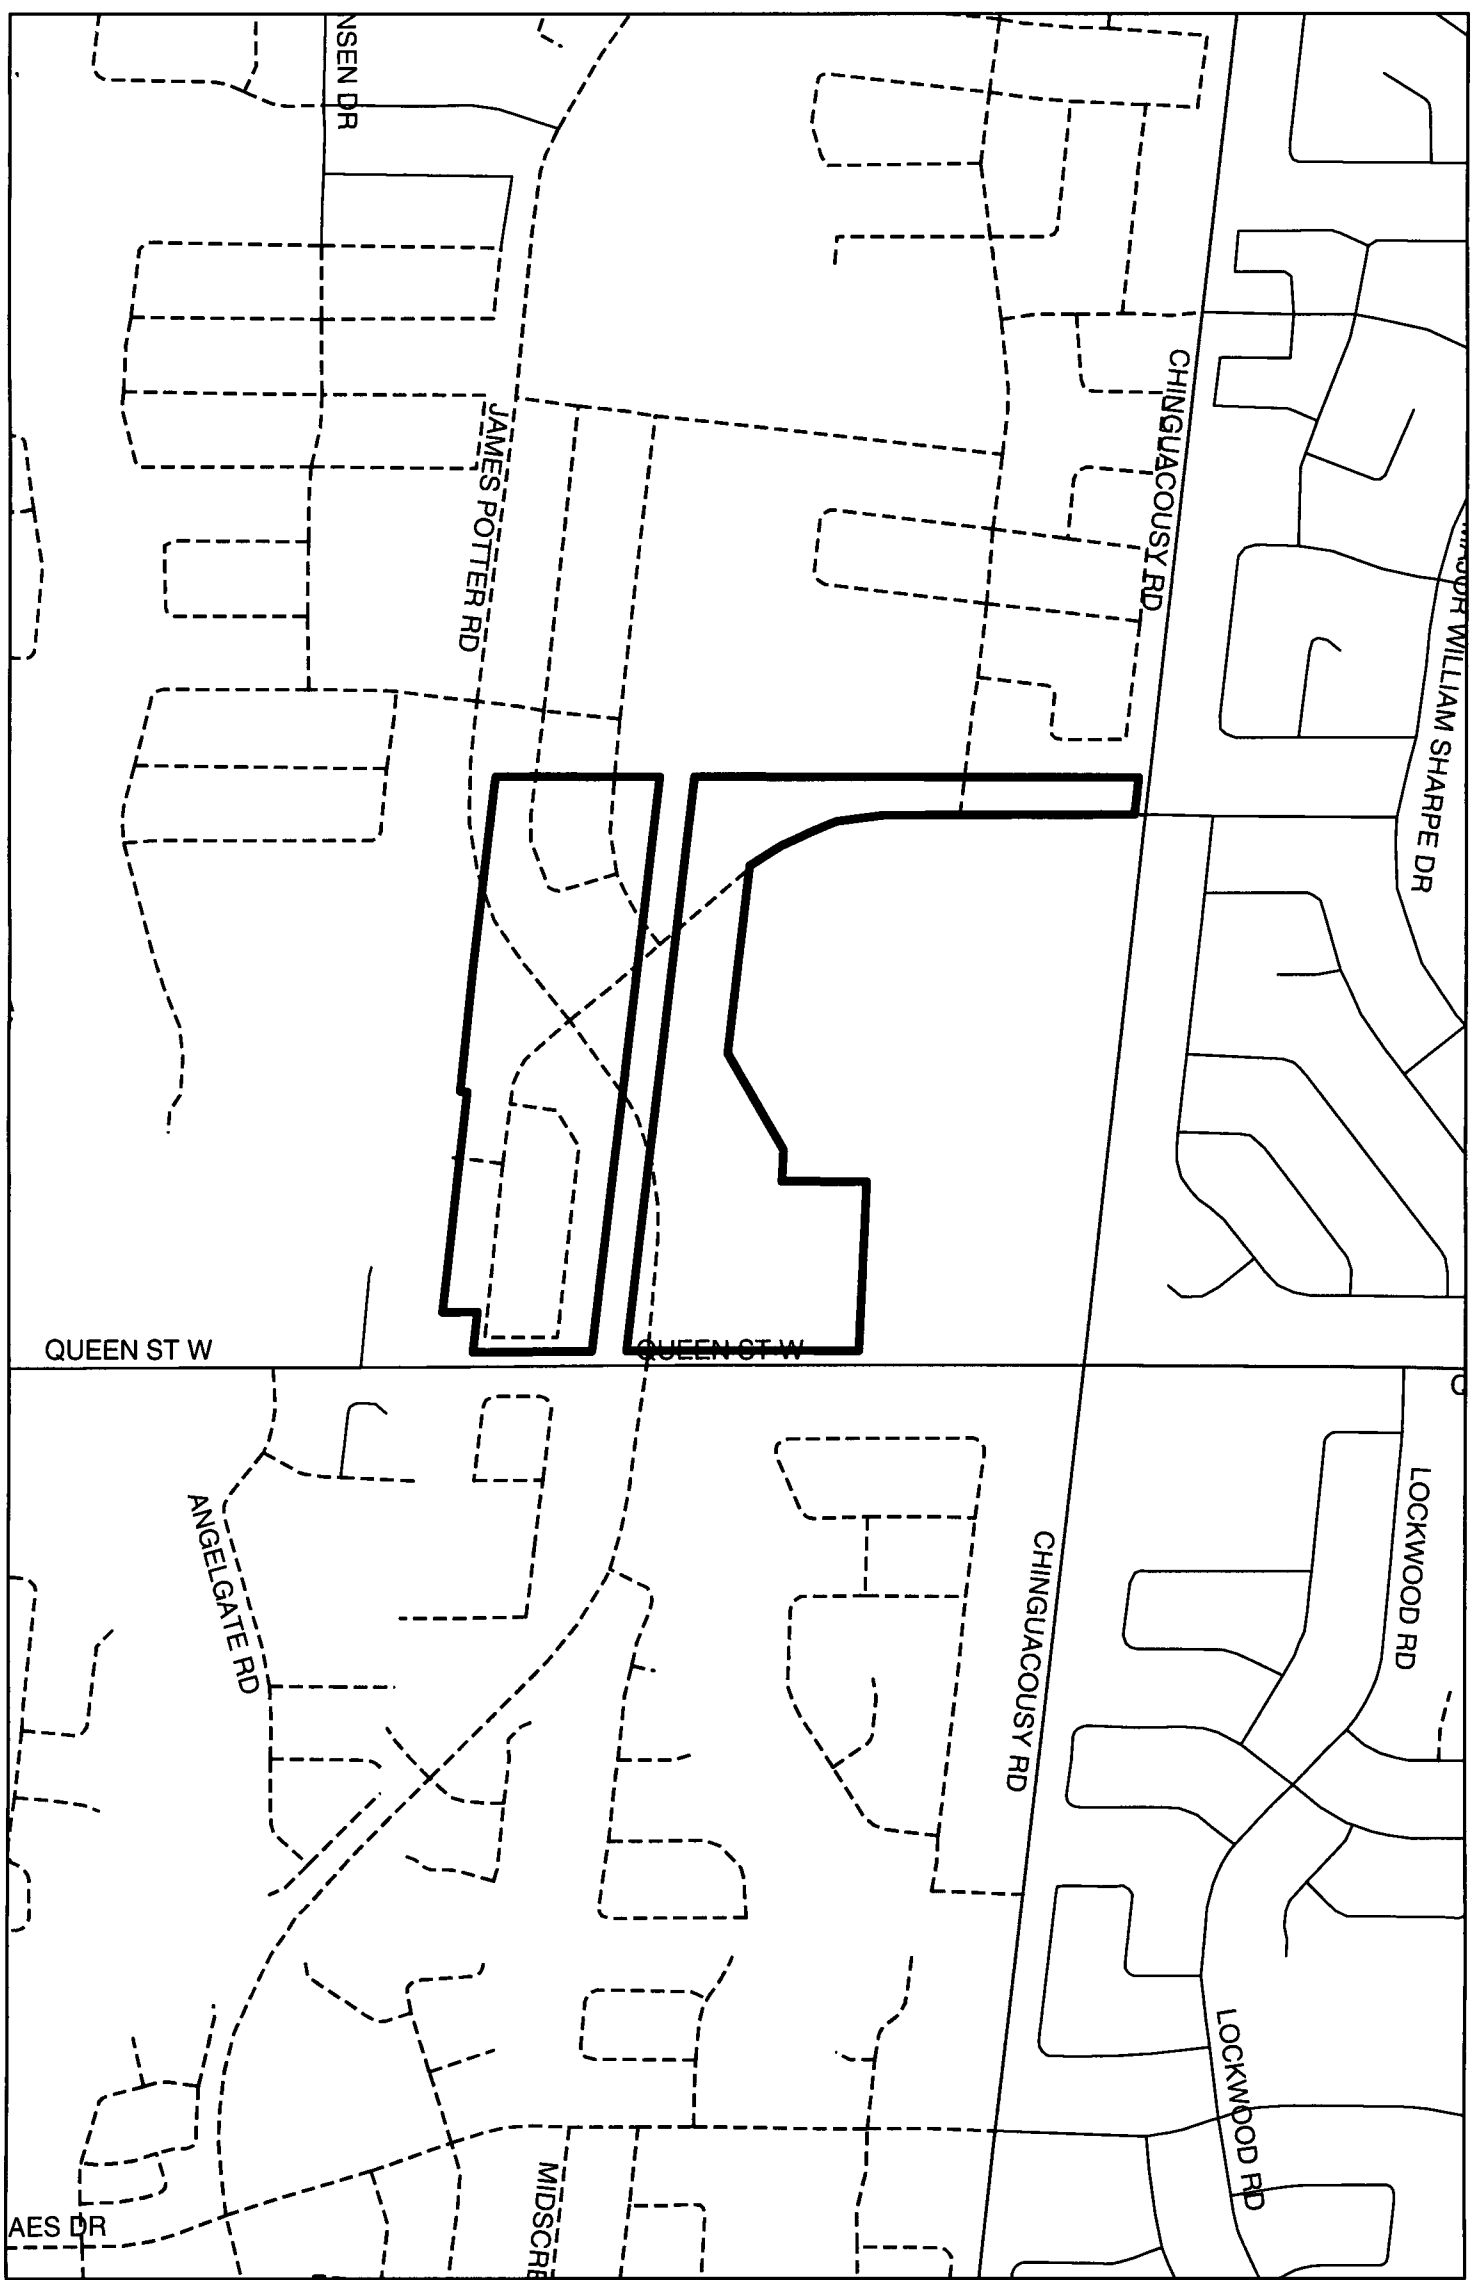 NSEN DR
CHINGUACOUSY RD
JAMES POTTER RD
WILLIAM SHARPE DR
QUEEN ST W
QUEEN ST W
LOCKWOOD RD
ANGELGATE RD
CHINGUACOUSY RD
LOCKWOOD RD
MIDSCRE
AES DR